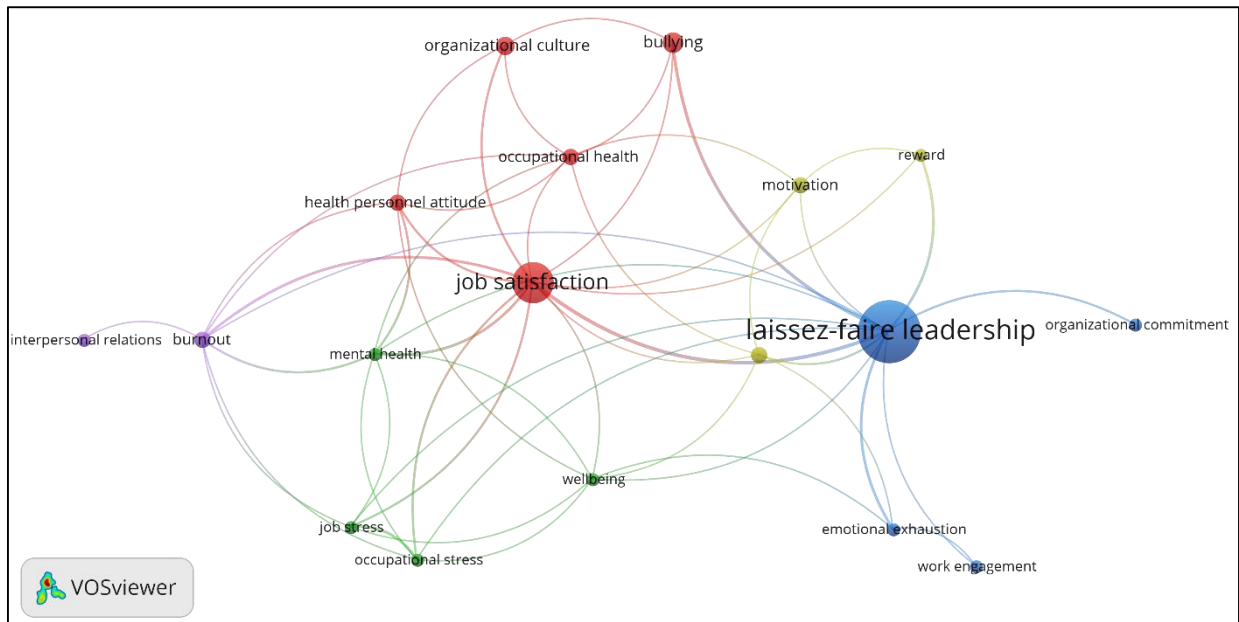 organizational culture
bullying
occupational health
reward
motivation
health personnel attitude
job satisfaction
laissez-faire leadership
organizational commitment
interpersonal relations
burnout
mental health
wellbeing
job stress
emotional exhaustion
occupational stress
work engagement
VOSviewer